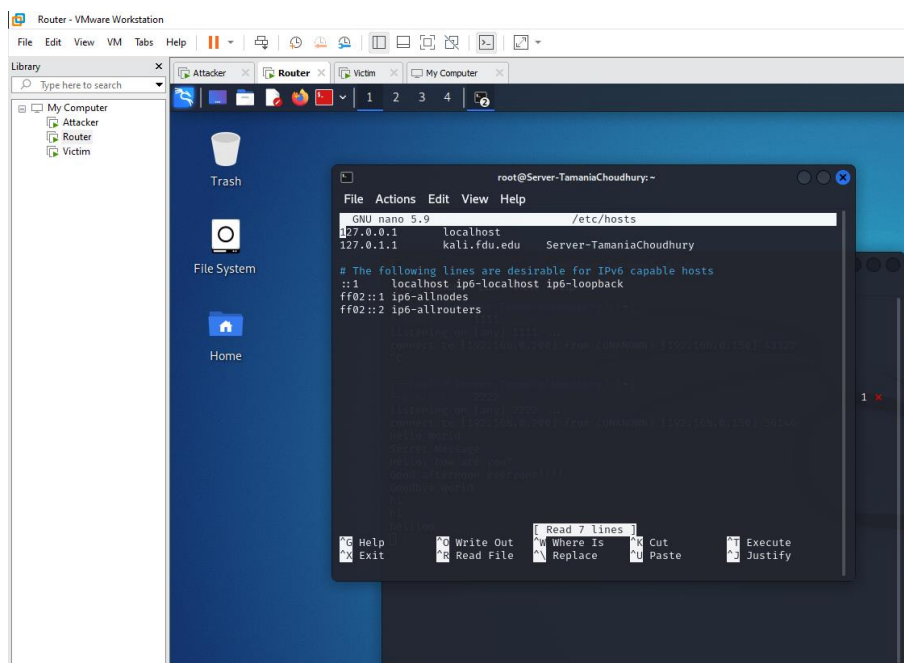 Router - VMware Workstation
File Edit View VM Tabs Help
Library
Type here to search
My Computer
Attacker
Router
Victim
Attacker Router Victim My Computer
1 2 3 4
2
Trash
File System
Home
root@Server-TamaniaChoudhury: ~
File Actions Edit View Help
GNU nano 5.9 /etc/hosts
127.0.0.1 localhost
127.0.1.1 kali.fdu.edu Server-TamaniaChoudhury
# The following lines are desirable for IPv6 capable hosts
::1 localhost ip6-localhost ip6-loopback
ff02::1 ip6-allnodes
ff02::2 ip6-allrouters
1
[ Read 7 lines ]
^G Help ^O Write Out ^W Where Is ^K Cut ^T Execute
^X Exit ^R Read File ^\ Replace ^U Paste ^J Justify